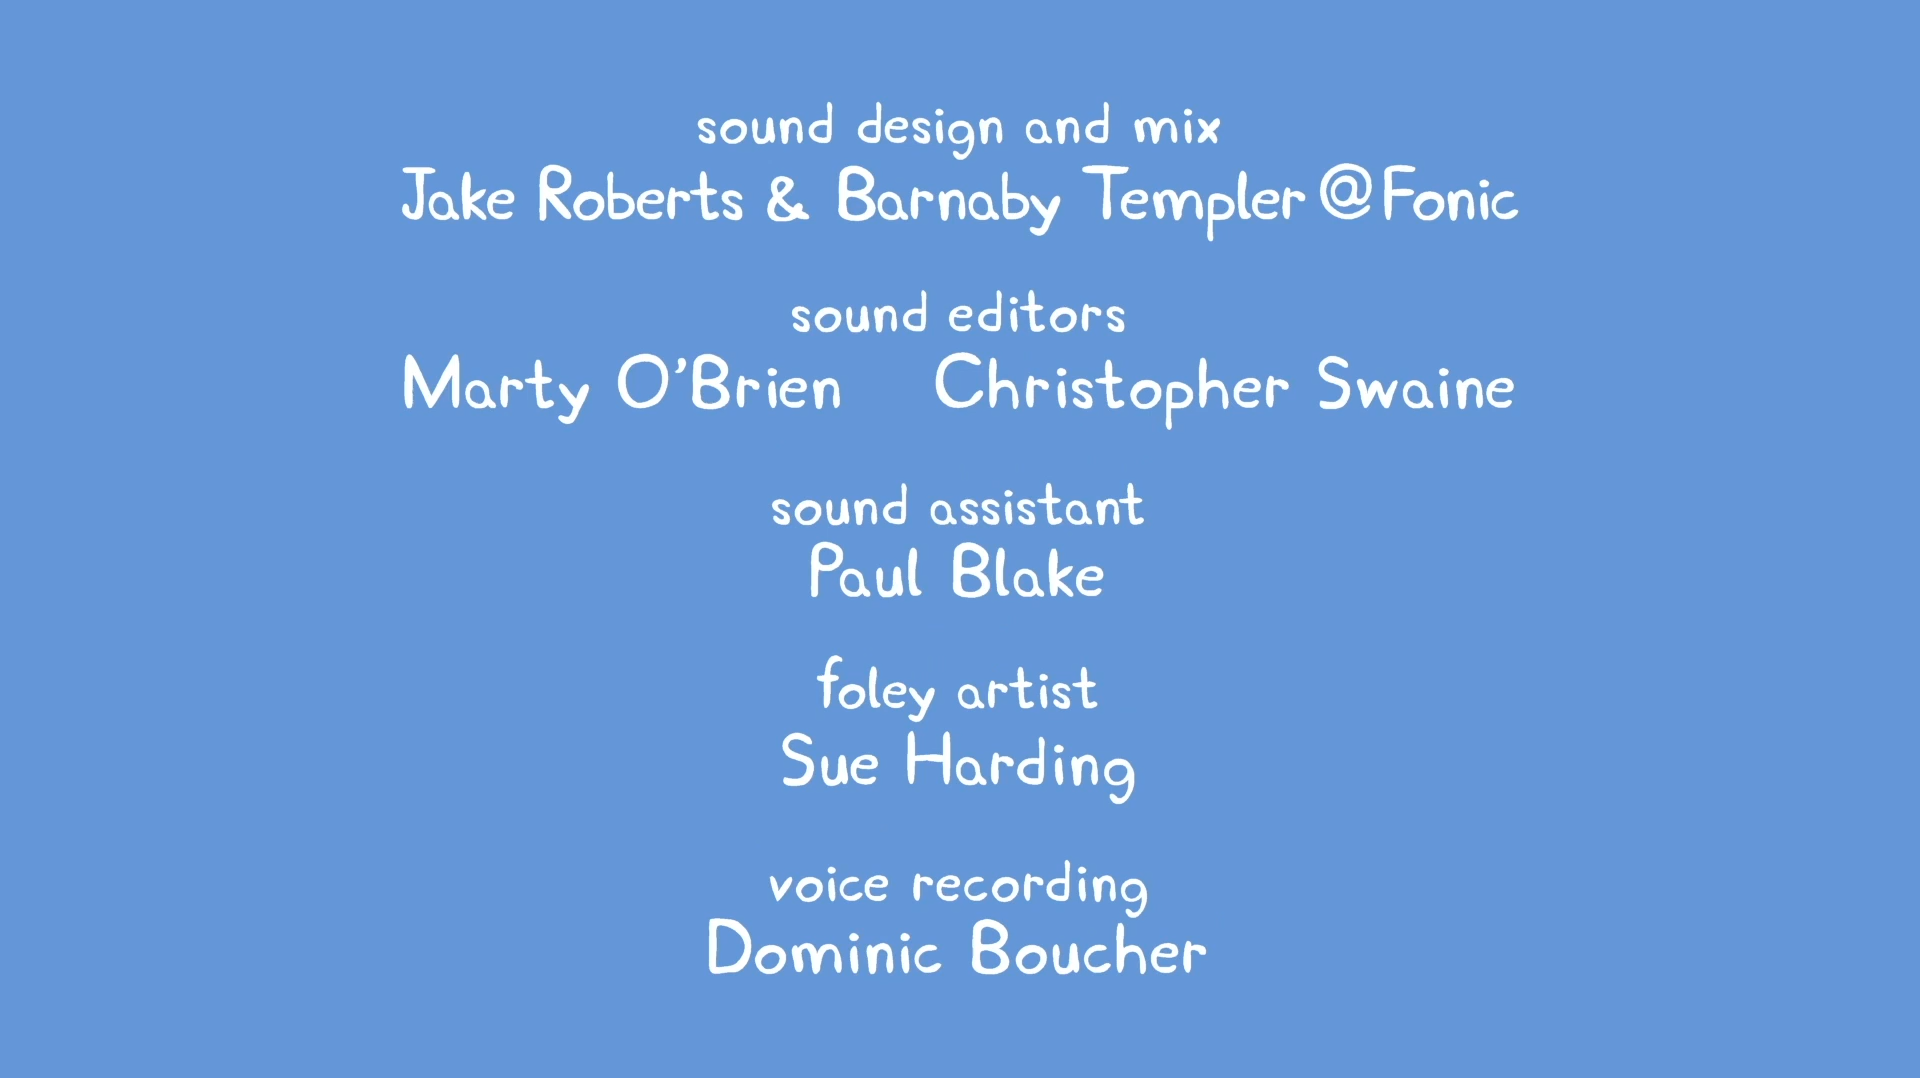 sound design and mix
Jake Roberts & Barnaby Templer @Fonic
sound editors
Marty O'Brien Christopher Swaine
sound assistant
Paul Blake
foley artist
Sue Harding
voice recording
Dominic Boucher